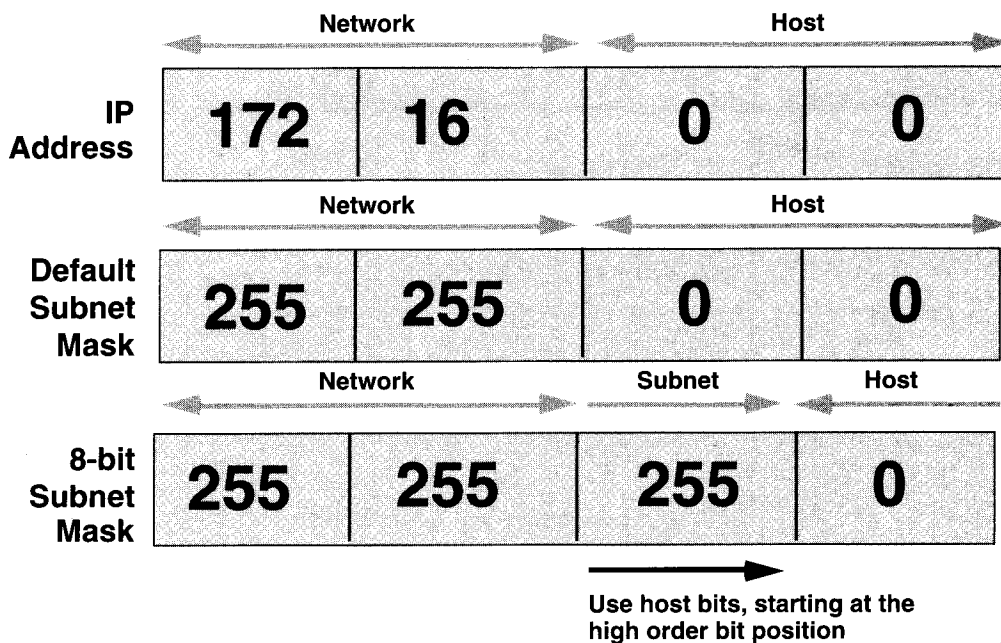 Network Host
IP
Address
172 16 0 0
Network Host
Default
Subnet
Mask
255 255 0 0
Network Subnet Host
8-bit
Subnet
Mask
255 255 255 0
Use host bits, starting at the
high order bit position